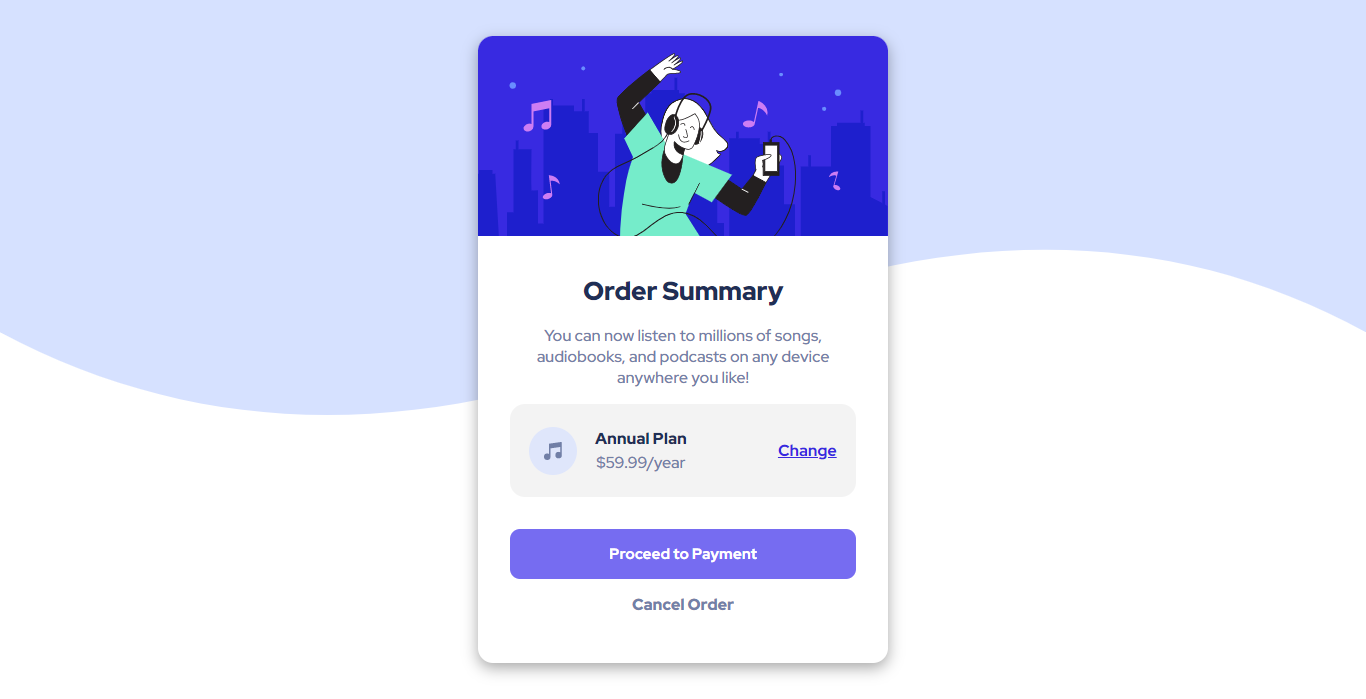 Order Summary
You can now listen to millions of songs,
audiobooks, and podcasts on any device
anywhere you like!
Annual Plan
$59.99/year
Change
Proceed to Payment
Cancel Order